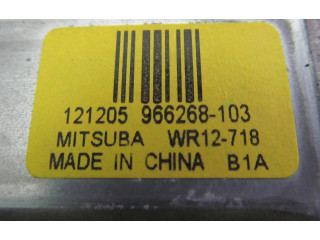 121205 966268-103
MITSUBA WR12-718
MADE IN CHINA B1A